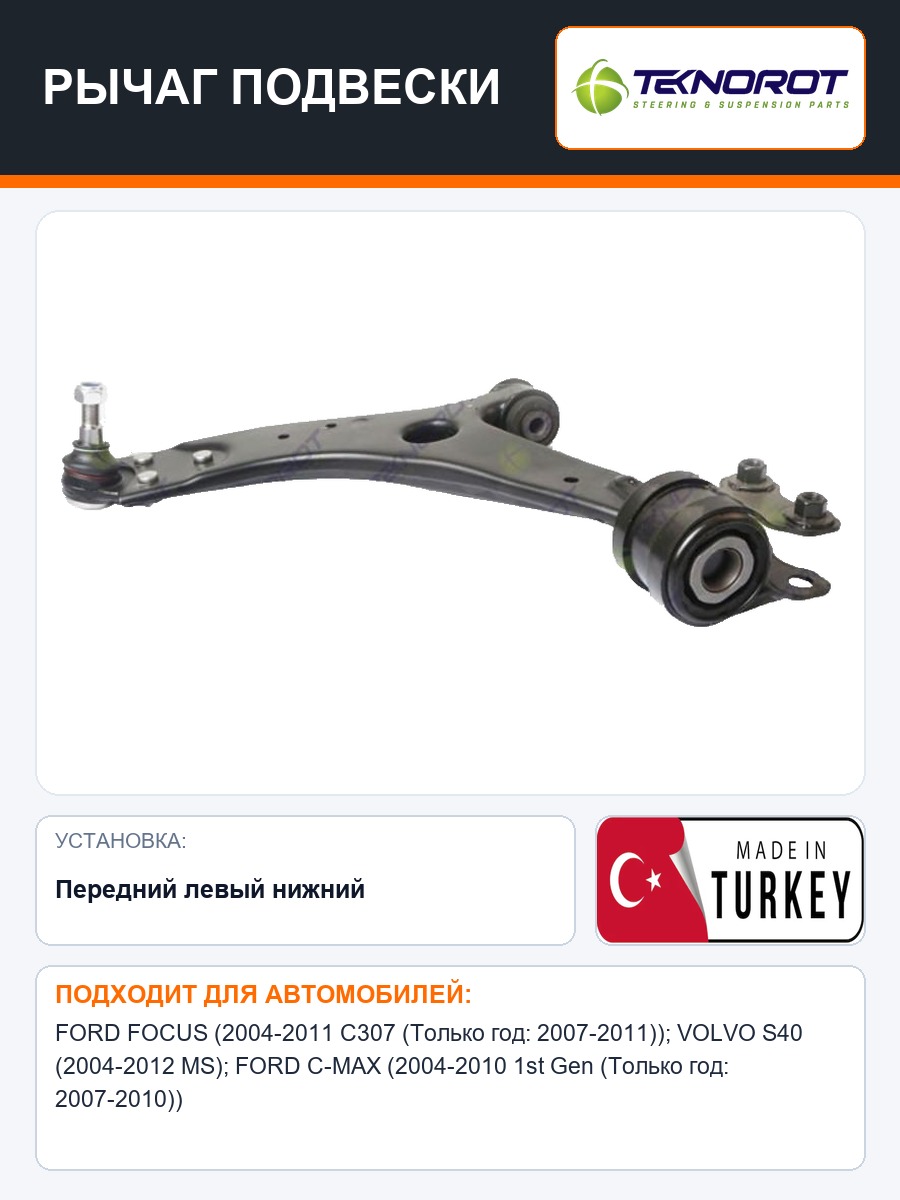 РЫЧАГ ПОДВЕСКИ
TEKNOROT
STEERING & SUSPENSION PARTS
УСТАНОВКА:
Передний левый нижний
MADE IN
TURKEY
ПОДХОДИТ ДЛЯ АВТОМОБИЛЕЙ:
FORD FOCUS (2004-2011 C307 (Только год: 2007-2011)); VOLVO S40
(2004-2012 MS); FORD C-MAX (2004-2010 1st Gen (Только год:
2007-2010))